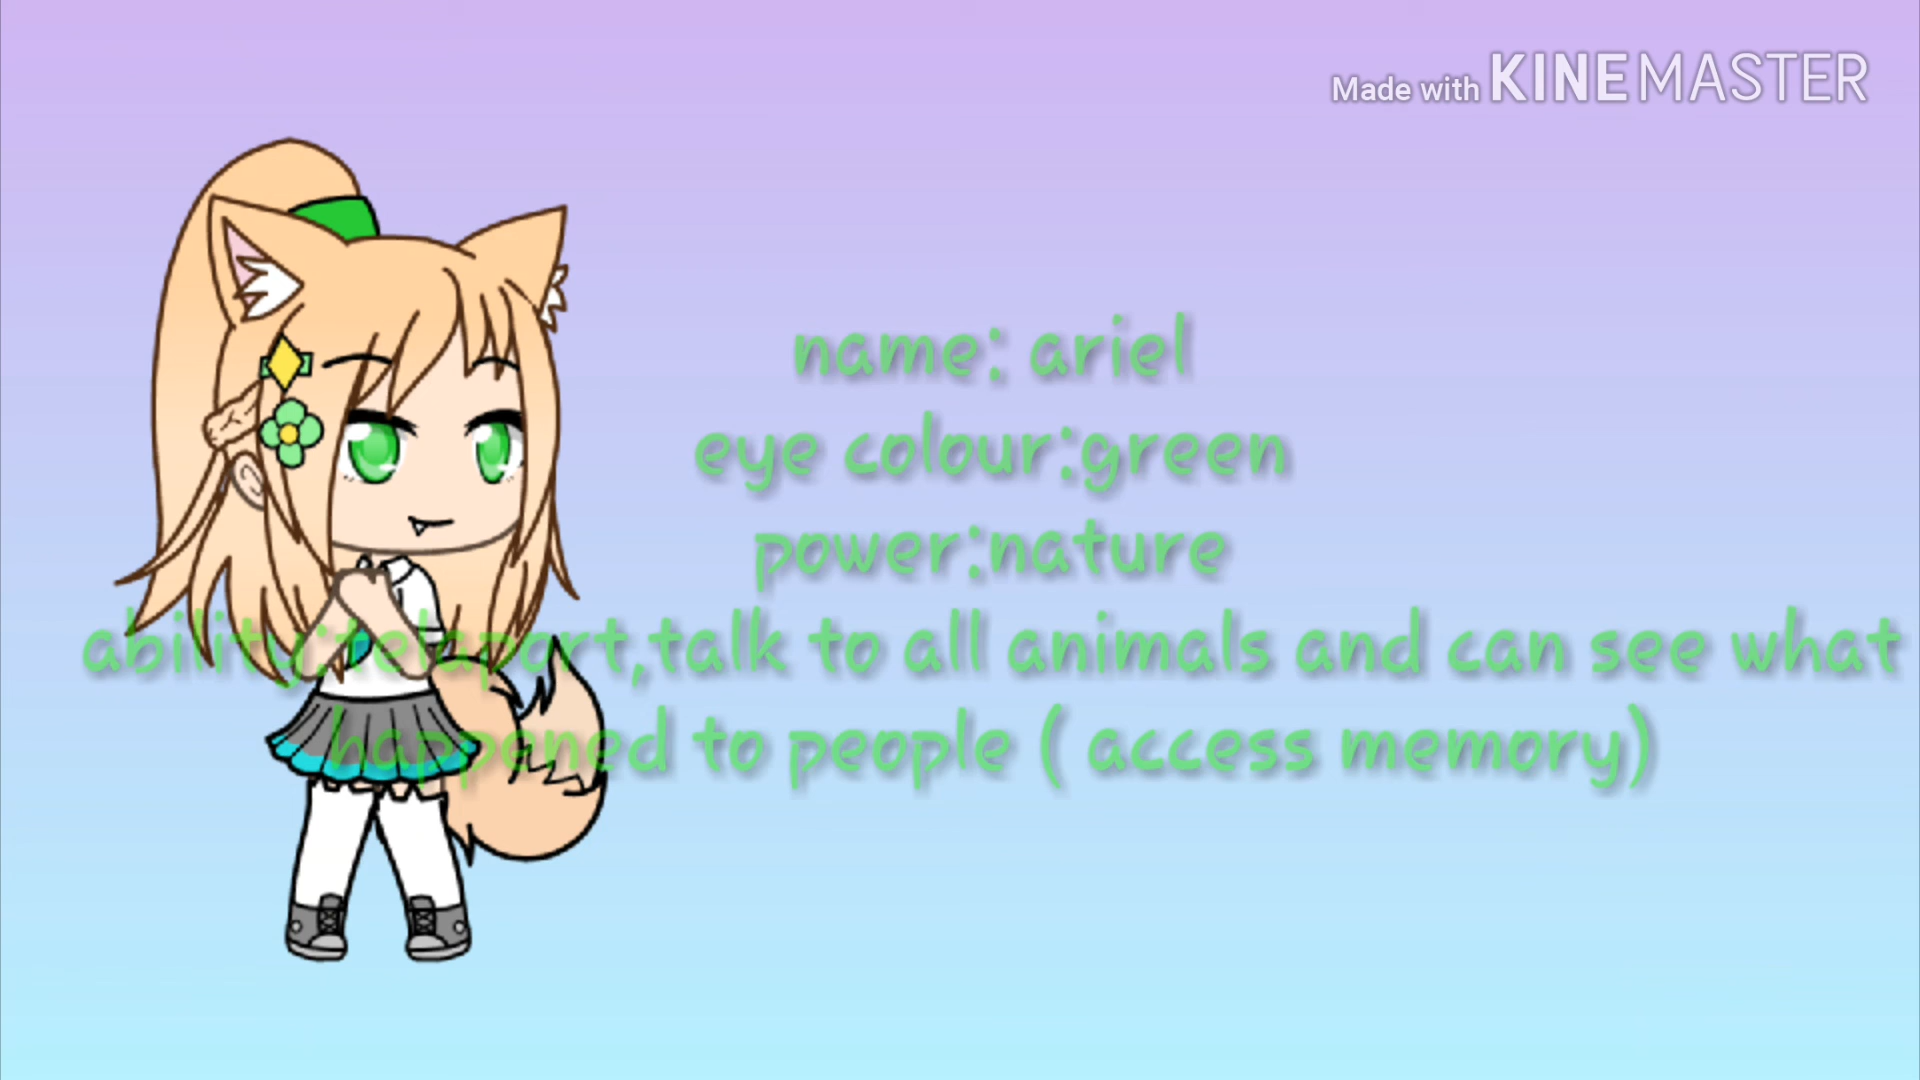 Made with KINEMASTER
name: ariel
eye colour:green
power:nature
ability:telaport,talk to all animals and can see what
happened to people ( access memory)